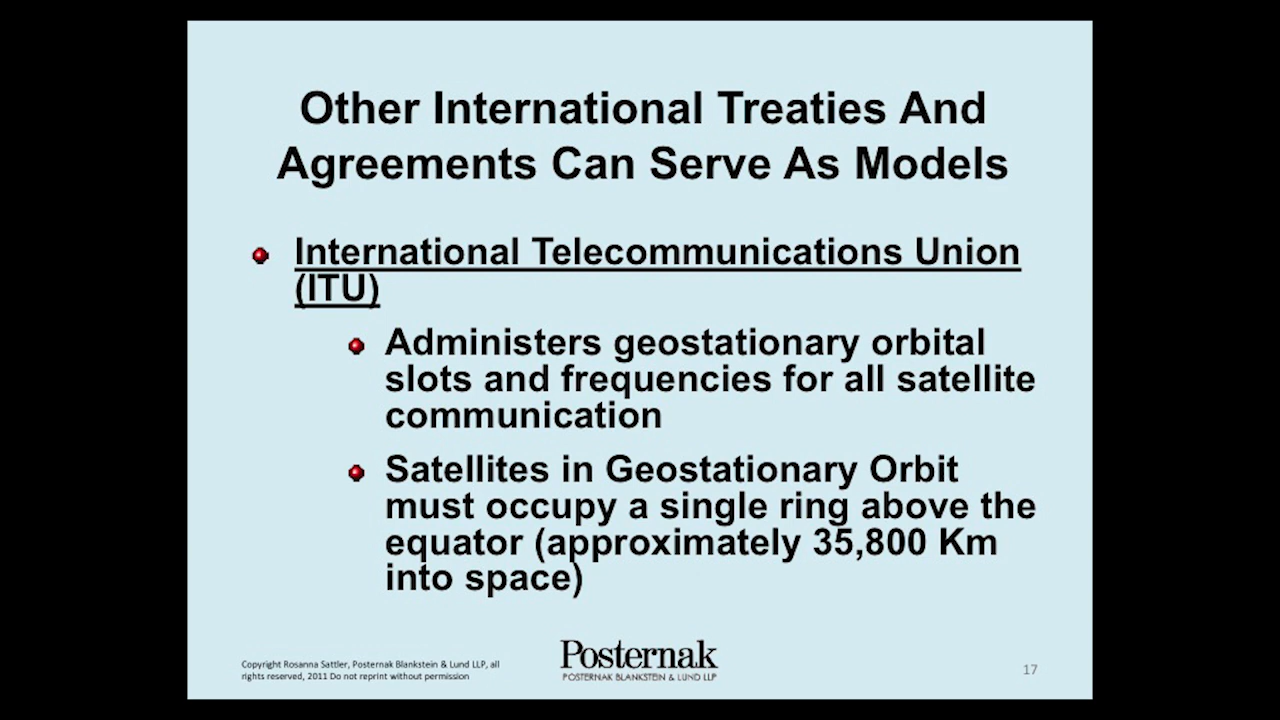 Other International Treaties And
Agreements Can Serve As Models
International Telecommunications Union
(ITU)
Administers geostationary orbital
slots and frequencies for all satellite
communication
Satellites in Geostationary Orbit
must occupy a single ring above the
equator (approximately 35,800 Km
into space)
Copyright Rosanna Sattler, Posternak Blankstein & Lund LLP, all
rights reserved, 2011 Do not reprint without permission
Posternak
POSTERNAK BLANKSTEIN & LUND LLP
17